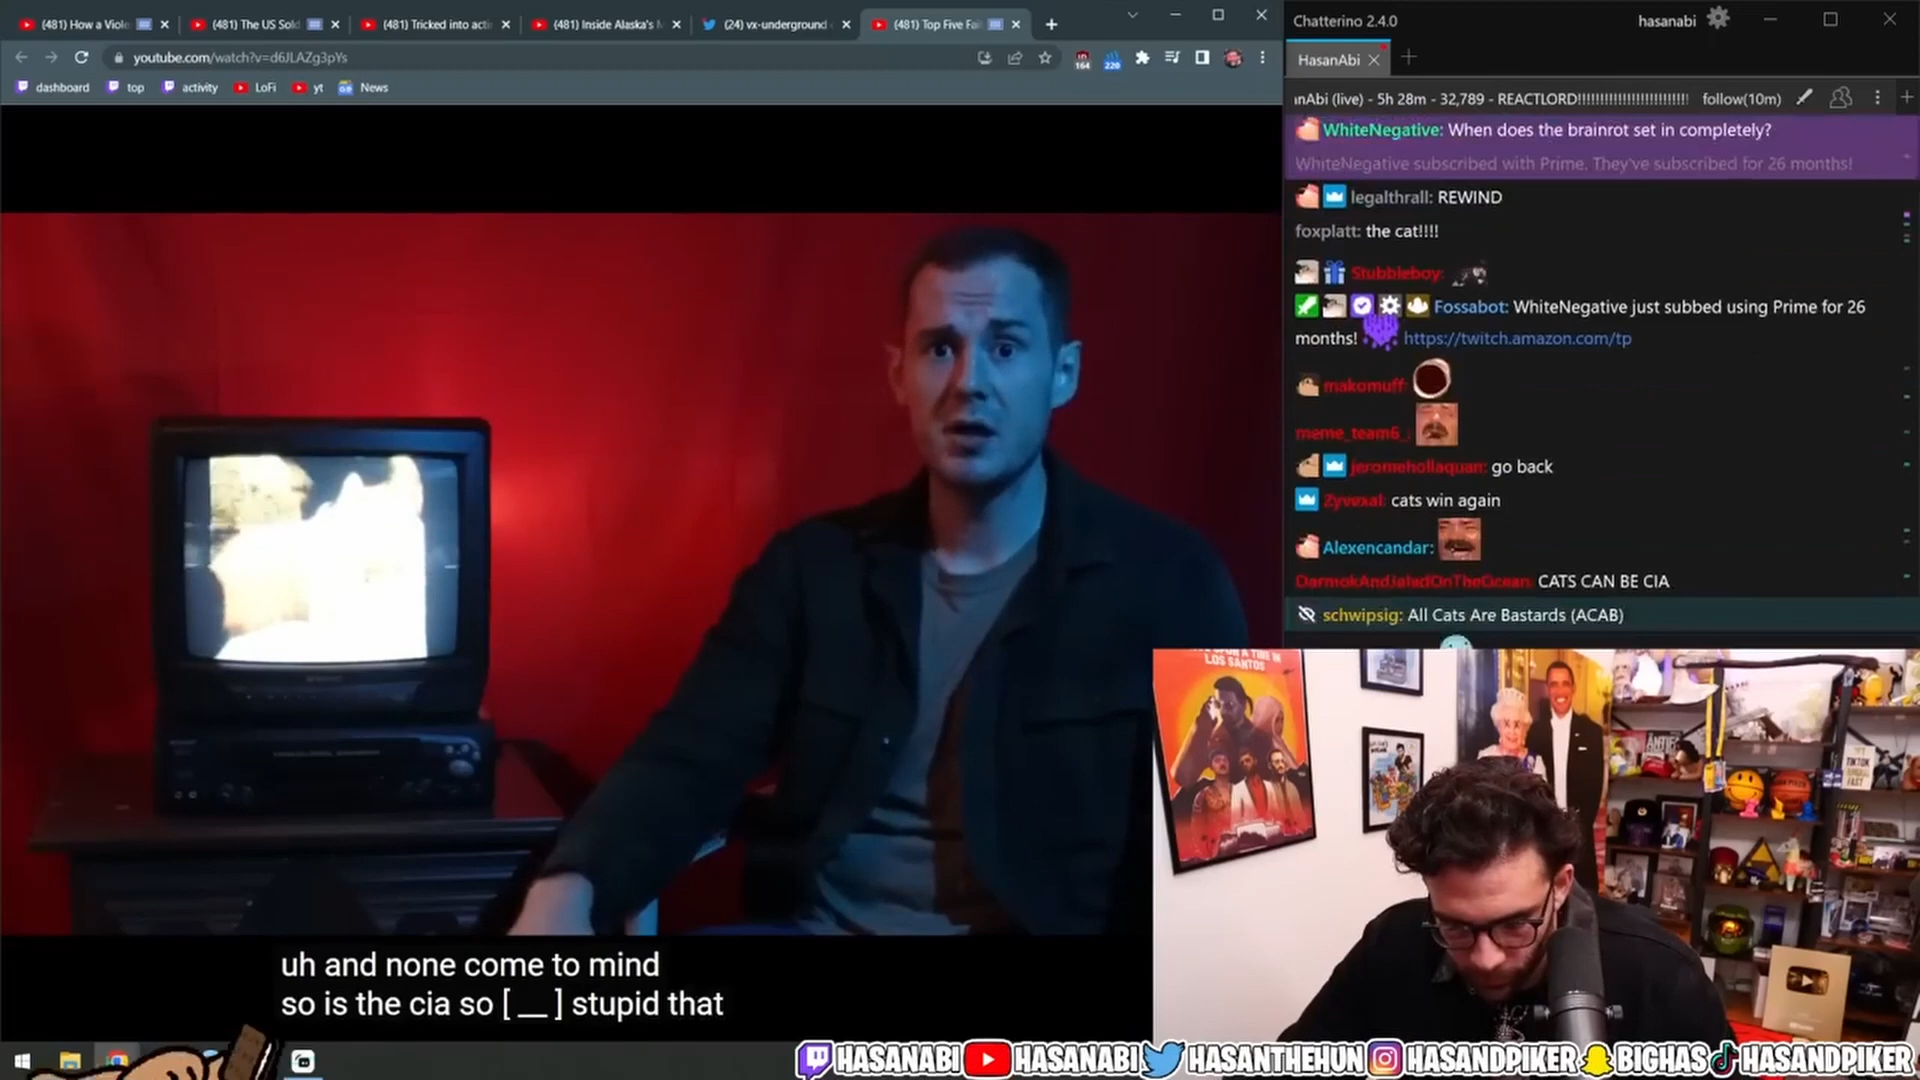 (481) How a Viole
(481) The US Sold
(481) Tricked into acti
(481) Inside Alaska's M
(24) vx-underground
(481) Top Five Fai
youtube.com/watch?v=d6JLAZg3pYs
164
220
dashboard
top
activity
LoFi
yt
News
Chatterino 2.4.0
hasanabi
HasanAbi
nAbi (live) - 5h 28m - 32,789 - REACTLORD!!!!!!!!!!!!!!!!!!!!!!!!
follow(10m)
WhiteNegative: When does the brainrot set in completely?
WhiteNegative subscribed with Prime. They've subscribed for 26 months!
legalthrall: REWIND
foxplatt: the cat!!!!
Stubbleboy:
Fossabot: WhiteNegative just subbed using Prime for 26
months! https://twitch.amazon.com/tp
makomuff:
meme_team6_:
jeromehollaquan: go back
Zyvwxal: cats win again
Alexencandar:
DarmokAndJaladOnTheOcean: CATS CAN BE CIA
schwipsig: All Cats Are Bastards (ACAB)
LOS SANTOS
uh and none come to mind
so is the cia so [ __ ] stupid that
HASANABI
HASANABI
HASANTHEHUN
HASANDPIKER
BIGHAS
HASANDPIKER